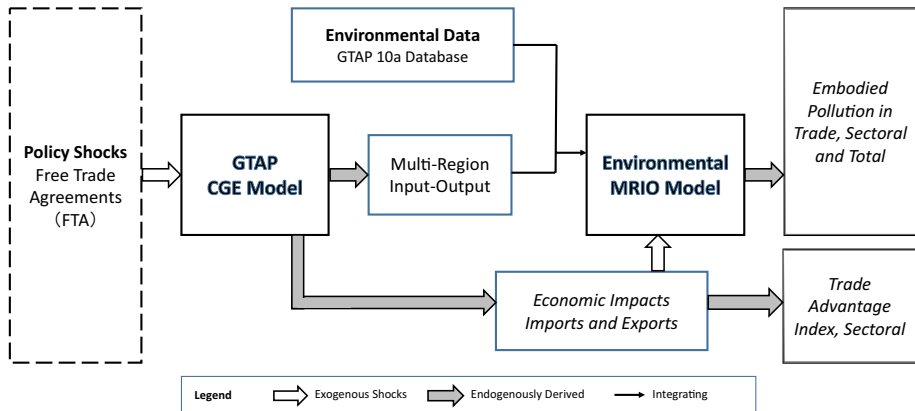 Environmental Data
GTAP 10a Database
Policy Shocks
Free Trade
Agreements
（FTA）
GTAP
CGE Model
Multi-Region
Input-Output
Environmental
MRIO Model
Embodied
Pollution in
Trade, Sectoral
and Total
Economic Impacts
Imports and Exports
Trade
Advantage
Index, Sectoral
Legend
Exogenous Shocks
Endogenously Derived
Integrating